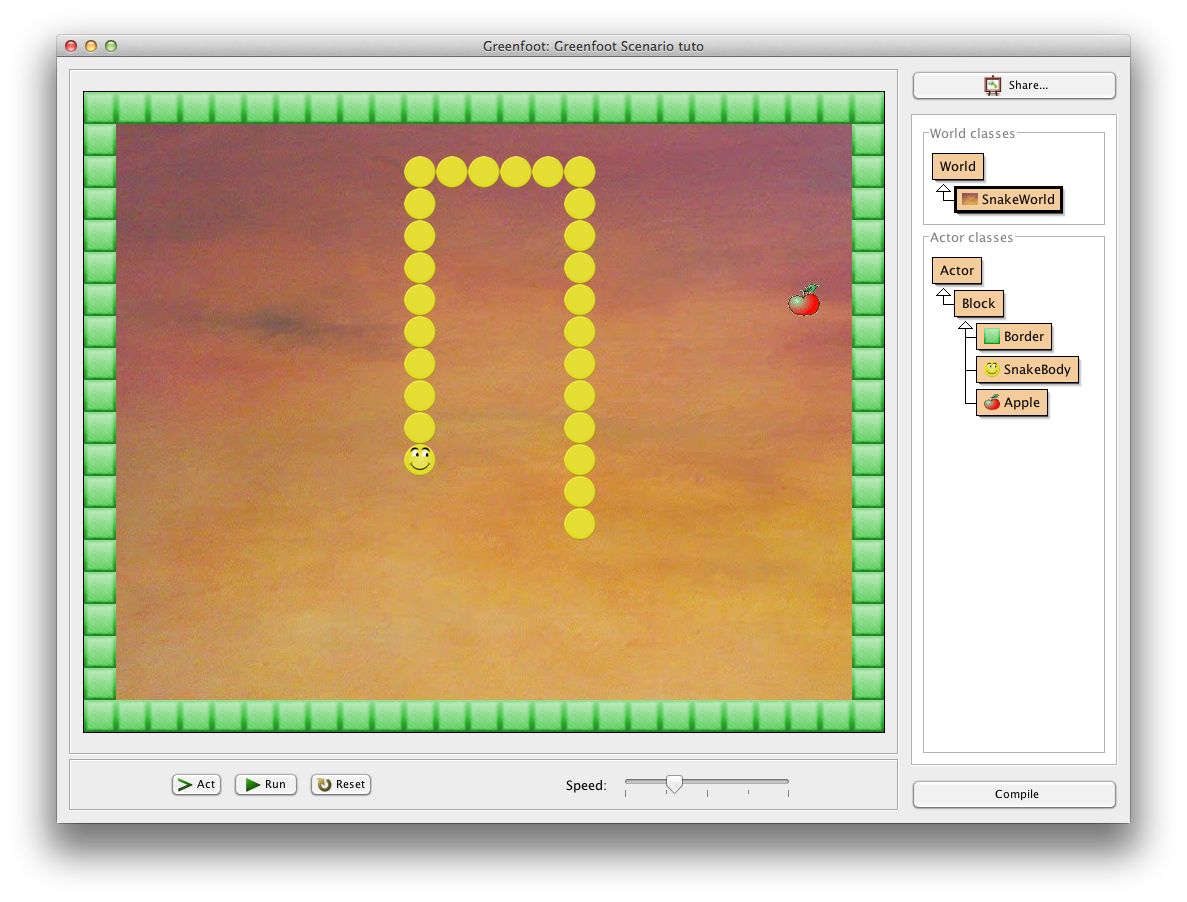 Greenfoot: Greenfoot Scenario tuto
Share...
World classes
World
SnakeWorld
Actor classes
Actor
Block
Border
SnakeBody
Apple
Act
Run
Reset
Speed:
Compile